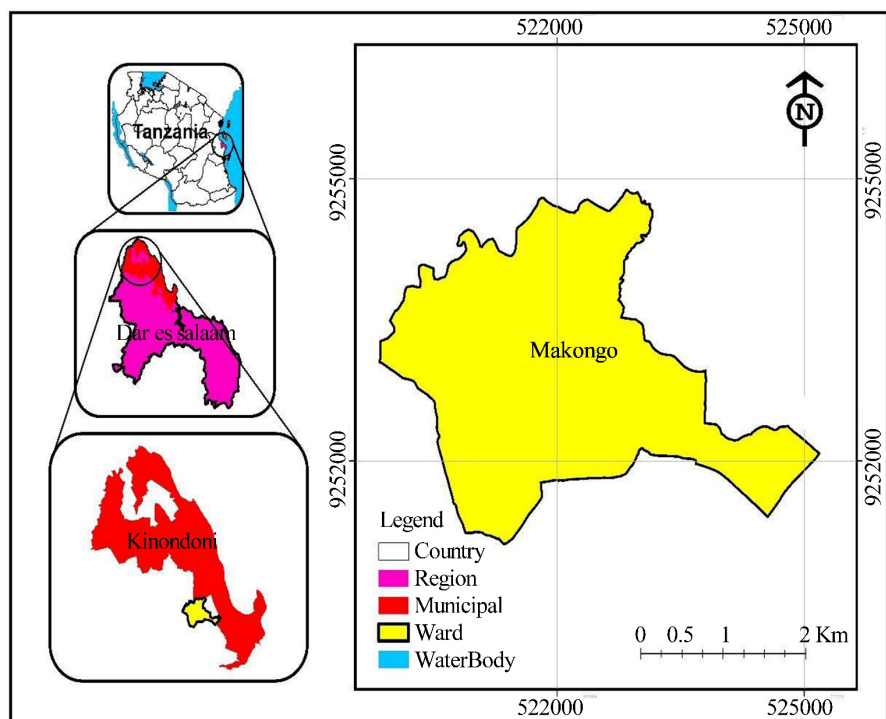 522000
525000
Tanzania
N
9255000
9255000
Dar es salaam
Makongo
9252000
9252000
Kinondoni
Legend
Country
Region
Municipal
Ward
WaterBody
0 0.5 1 2 Km
522000
525000